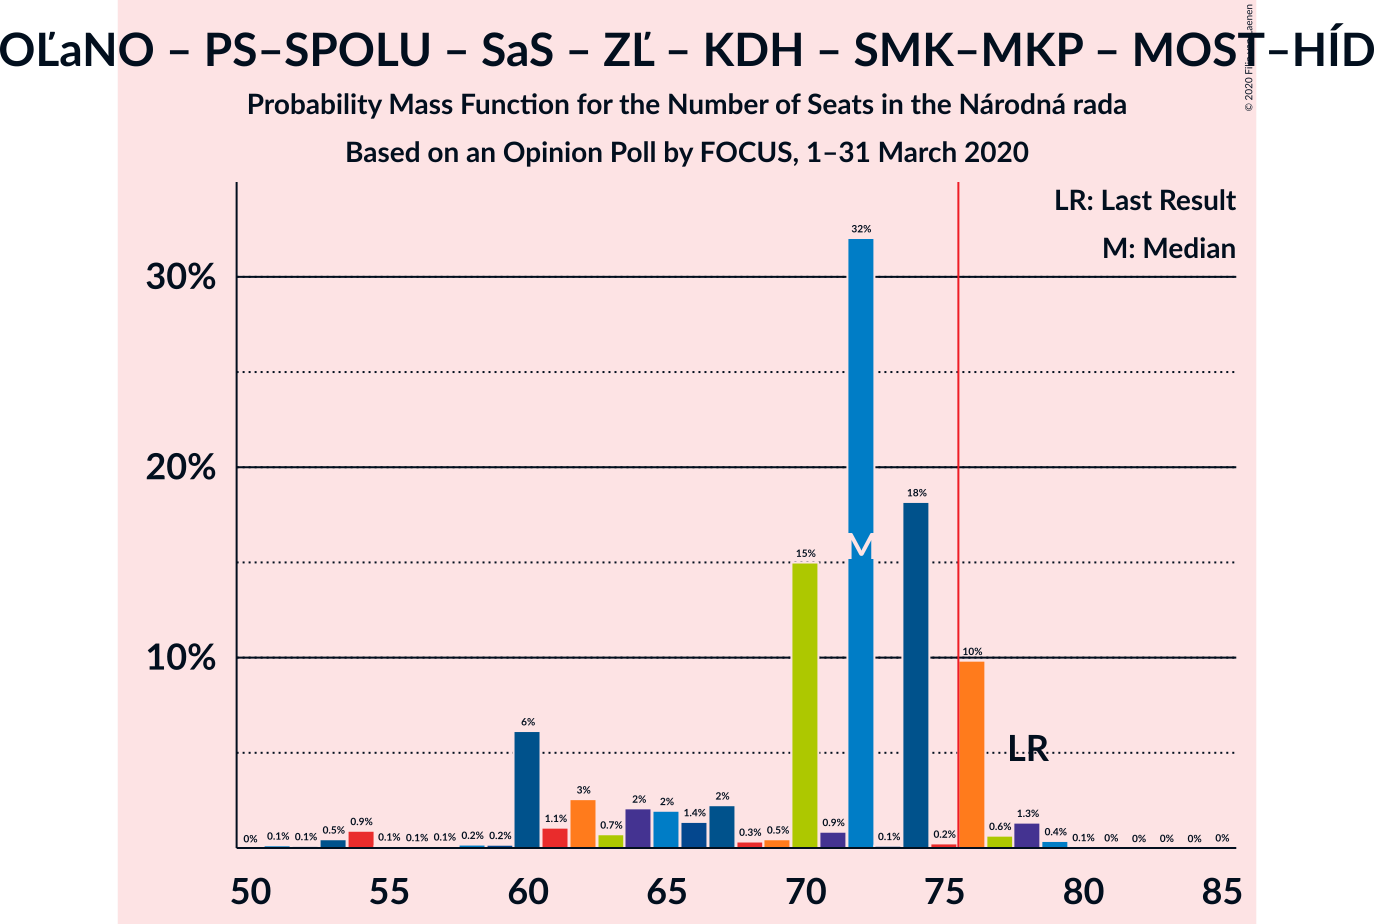 OĽaNO – PS–SPOLU – SaS – ZĽ – KDH – SMK–MKP – MOST–HÍD
Probability Mass Function for the Number of Seats in the Národná rada
Based on an Opinion Poll by FOCUS, 1–31 March 2020
© 2020
LR: Last Result
M: Median
30%
20%
10%
0% 0.1% 0.1% 0.5% 0.9% 0.1% 0.1% 0.1% 0.2% 0.2% 6% 1.1% 3% 0.7% 2% 2% 1.4% 2% 0.3% 0.5% 15% 0.9% 32% 0.1% 18% 0.2% 10% 0.6% 1.3% 0.4% 0.1% 0% 0% 0% 0% 0%
M
LR
50 55 60 65 70 75 80 85